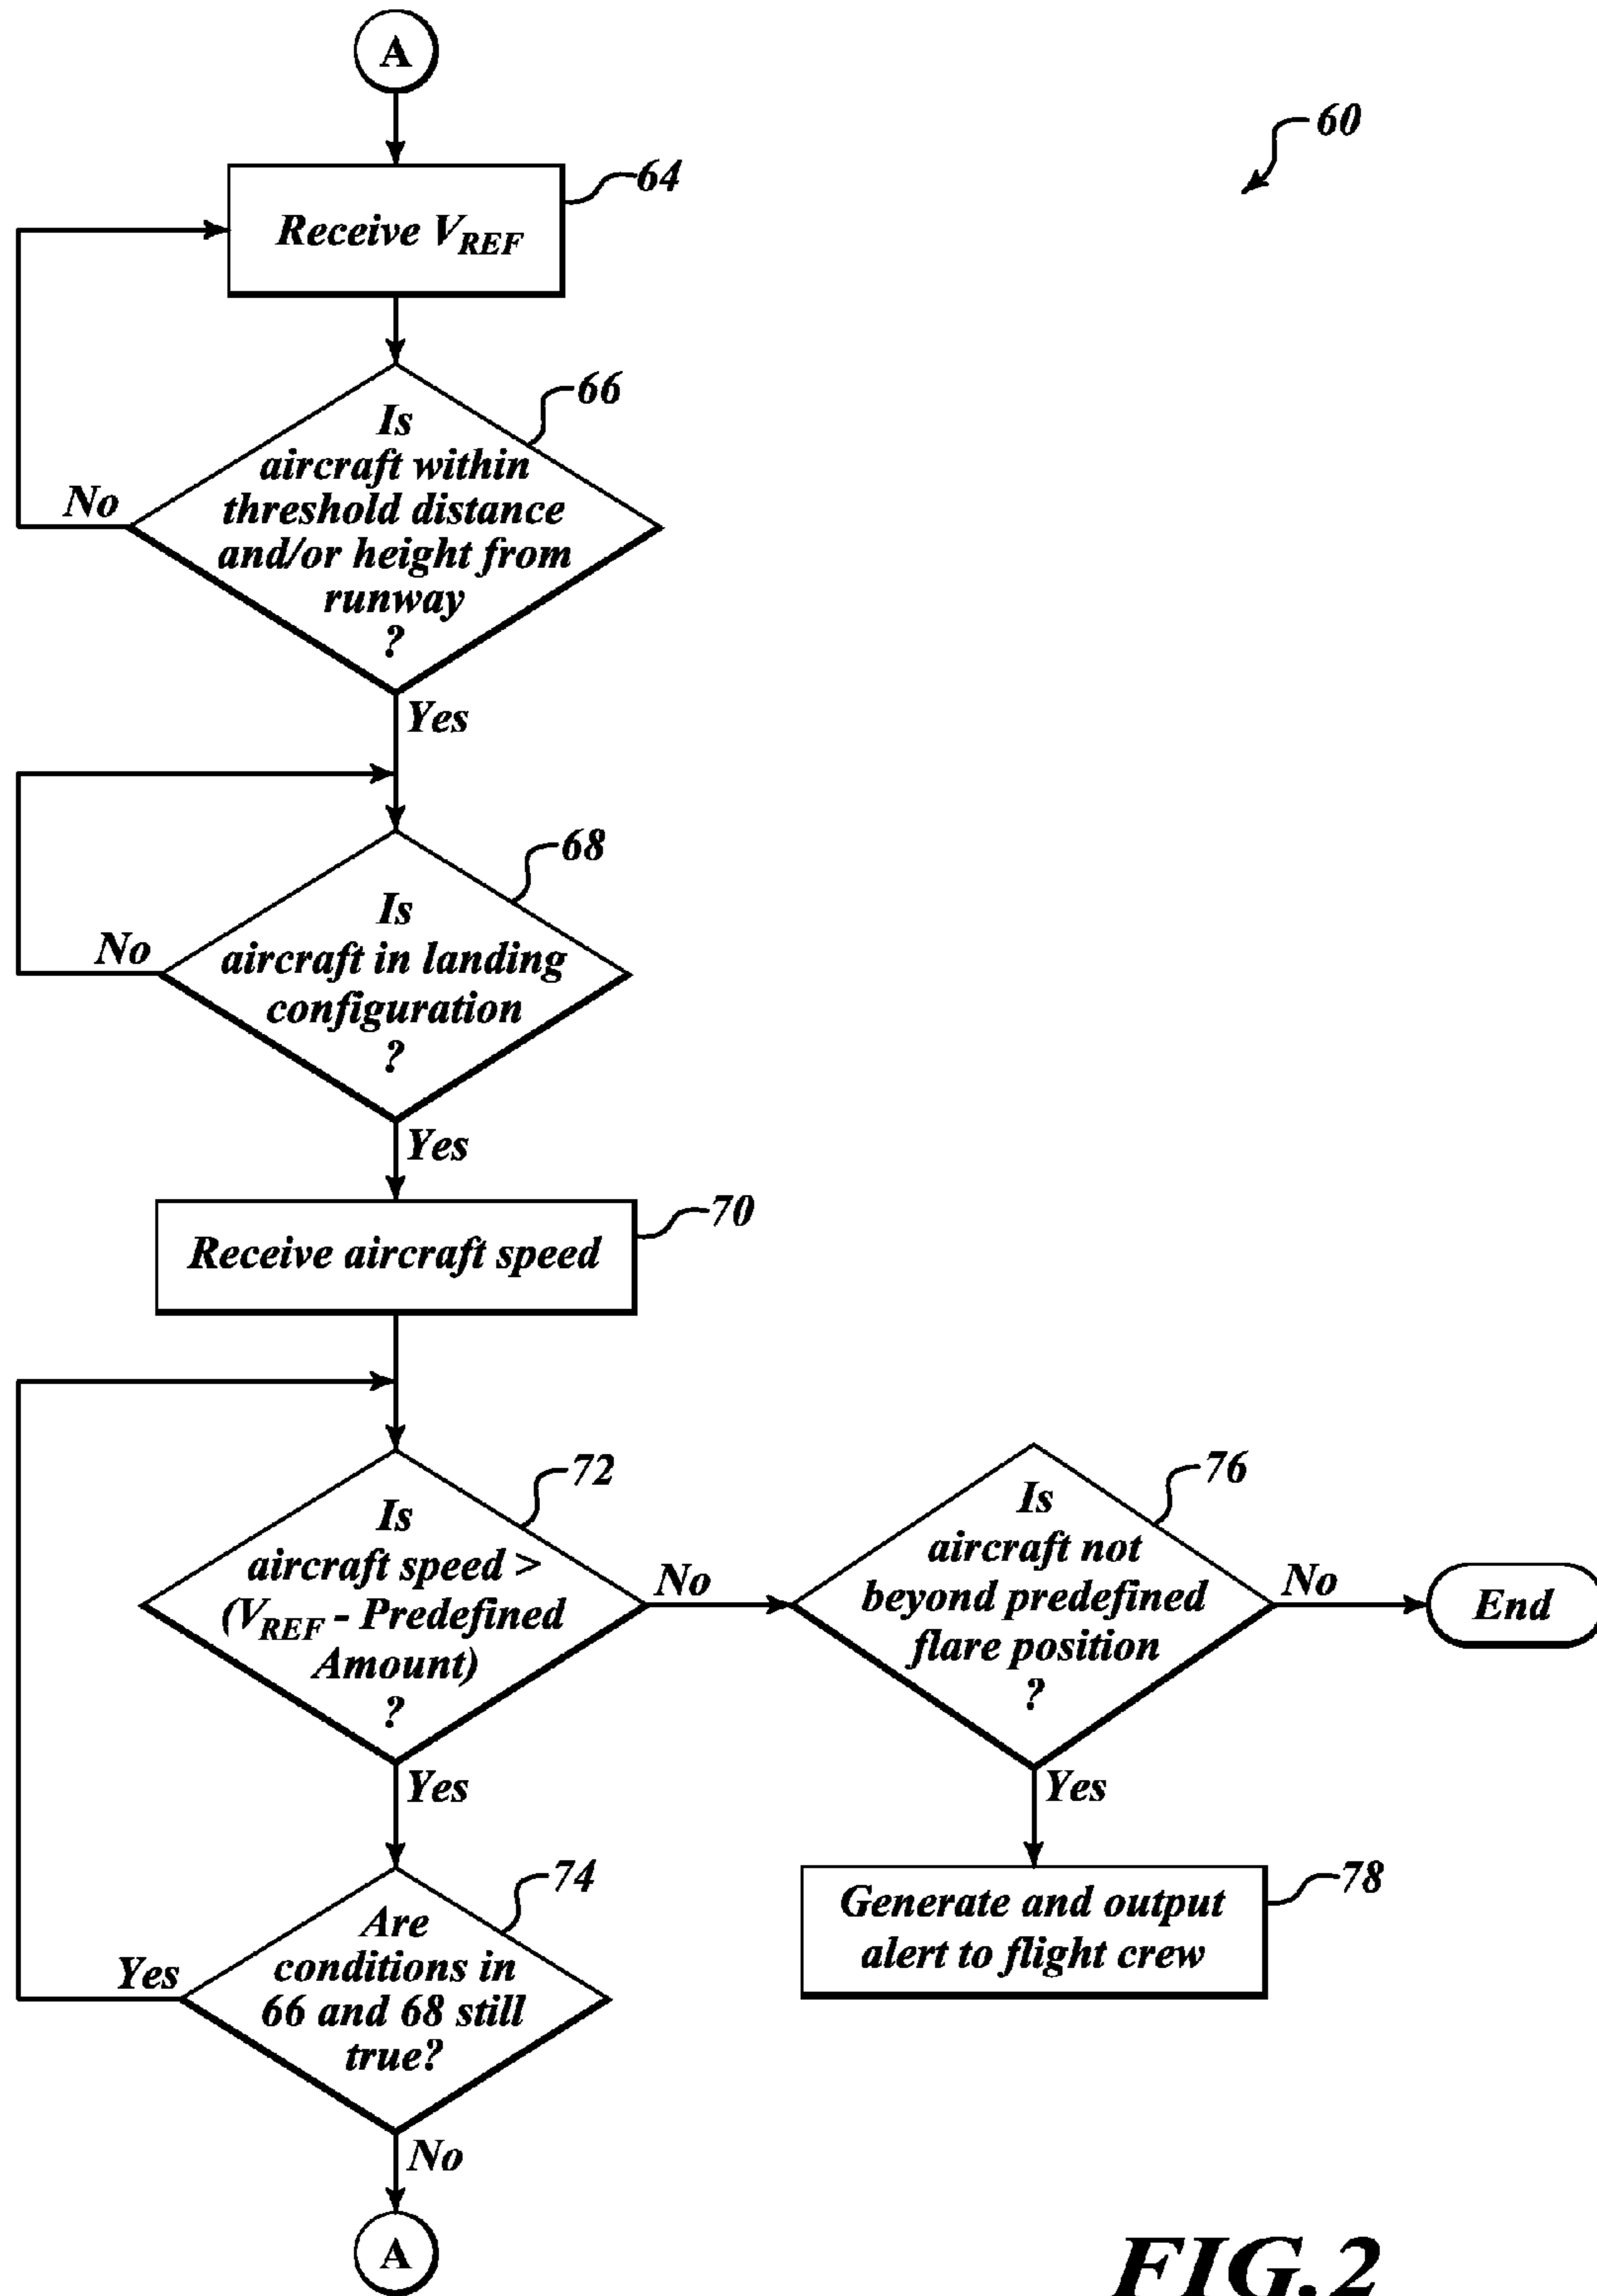 A
60
64
Receive VREF
66
Is
aircraft within
threshold distance
and/or height from
runway
?
No
Yes
68
Is
aircraft in landing
configuration
?
No
Yes
70
Receive aircraft speed
72
Is
aircraft speed >
(VREF - Predefined
Amount)
?
No
Yes
76
Is
aircraft not
beyond predefined
flare position
?
No
End
Yes
78
Generate and output
alert to flight crew
74
Are
conditions in
66 and 68 still
true?
Yes
No
A
FIG.2